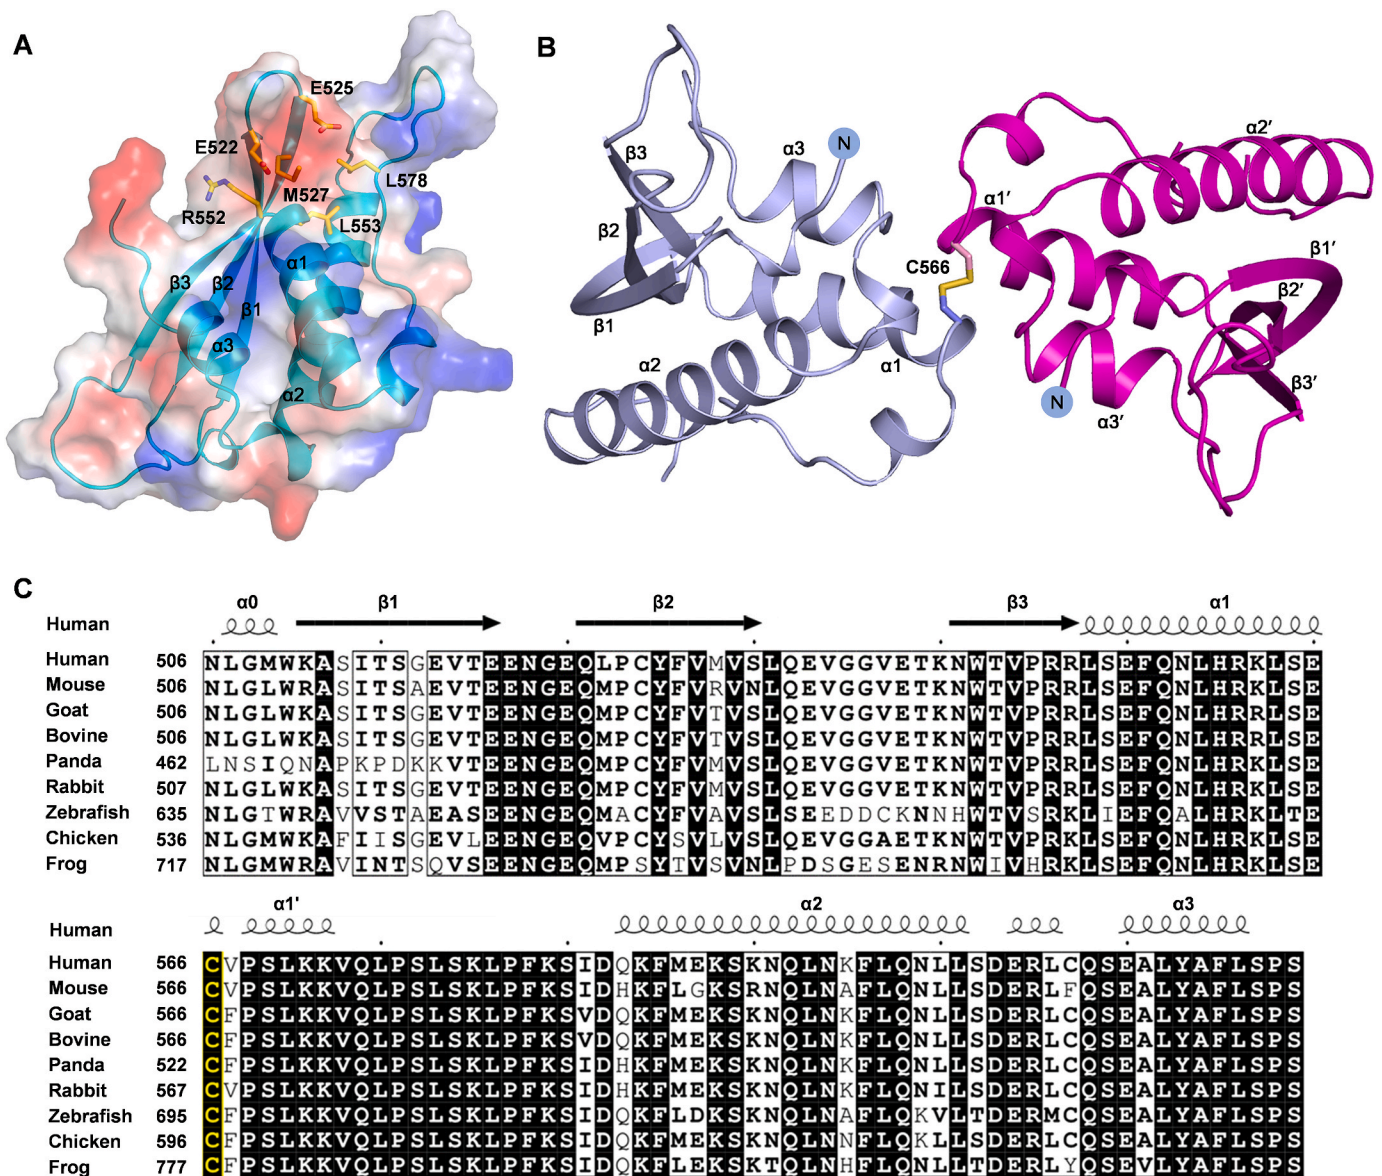 A
E525
E522
M527
L578
R552
L553
β3
β2
α1
β1
α3
α2
B
β3
α3
N
α2'
β2
α1'
β1'
C566
β2'
β1
α2
α1
β3'
N
α3'
C
α0 β1 β2 β3 α1
Human
Human 506 NLGMWKASITSGEVTEENGEQLPCYFVMVSLQEVGGVETKNWTVPRRLSEFQNLHRKLSE
Mouse 506 NLGLWRASITSAEVTEENGEQMPCYFVRVNLQEVGGVETKNWTVPRRLSEFQNLHRKLSE
Goat 506 NLGLWKASITSGEVTEENGEQMPCYFVTVSLQEVGGVETKNWTVPRRLSEFQNLHRRLSE
Bovine 506 NLGLWKASITSGEVTEENGEQMPCYFVTVSLQEVGGVETKNWTVPRRLSEFQNLHRRLSE
Panda 462 LNSIQNAPKPDKKVTEENGEQMPCYFVMVSLQEVGGVETKNWTVPRRLSEFQNLHRKLSE
Rabbit 507 NLGLWKASITSGEVTEENGEQMPCYFVMVSLQEVGGVETKNWTVPRRLSEFQNLHRKLSE
Zebrafish 635 NLGTWRAVVSTAEASEENGEQMACYFVAVSLSEEDDCKNNHWTVSRKLIEFQALHRKLTE
Chicken 536 NLGMWKAFIISGEVLEENGEQVPCYSVLVSLQEVGGAETKNWTVPRRLSEFQNLHRKLSE
Frog 717 NLGMWRAVINTSQVSEENGEQMPSYTVSVNLPDSGESENRNWIVHRKLSEFQNLHRKLSE
α1' α2 α3
Human
Human 566 CVPSLKKVQLPSLSKLPFKSIDQKFMEKSKNQLNKFLQNLLSDERLCQSEALYAFLSPS
Mouse 566 CVPSLKKVQLPSLSKLPFKSIDHKFLGKSRNQLNAFLQNLLSDERLFQSEALYAFLSPS
Goat 566 CFPSLKKVQLPSLSKLPFKSVDQKFMEKSKNQLNKFLQNLLSDERLCQSEALYAFLSPS
Bovine 566 CFPSLKKVQLPSLSKLPFKSVDQKFMEKSKNQLNKFLQNLLSDERLCQSEALYAFLSPS
Panda 522 CFPSLKKVQLPSLSKLPFKSIDHKFMEKSKNQLNKFLQNLLSDERLCQSEALYAFLSPS
Rabbit 567 CVPSLKKVQLPSLSKLPFKSIDHKFMEKSKNQLNKFLQNILSDERLCQSEALYAFLSPS
Zebrafish 695 CFPSLKKVQLPSLSKLPFKSIDQKFLDKSKNQLNAFLQKVLTDERMCQSEALYAFLSPS
Chicken 596 CFPSLKKVQLPSLSKLPFKSIDQKFMEKSKNQLNNFLQKLLSDERLCQSEALYAFLSPS
Frog 777 CFPSLKKVQLPSLSKLPFKSIDQKFLEKSKTQLNHFLQNLLTDERLYQSEVLYAFLSPS